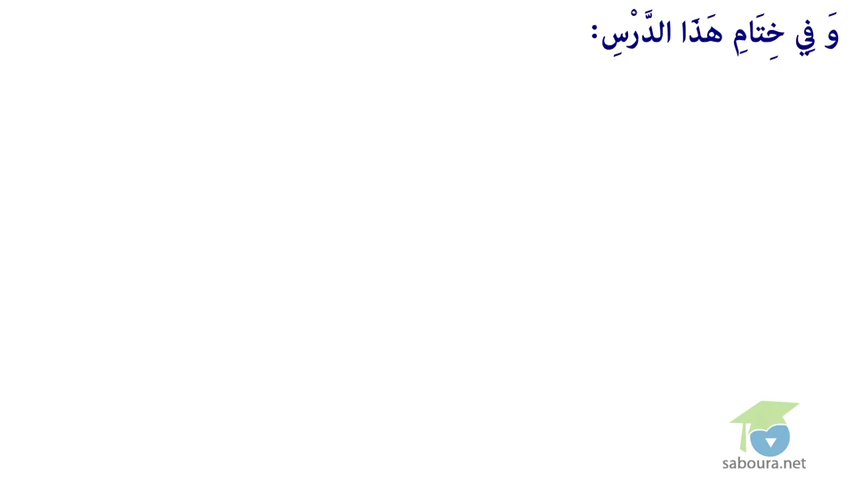 وَ فِي خِتَامِ هَذَا الدَّرْسِ:
saboura.net